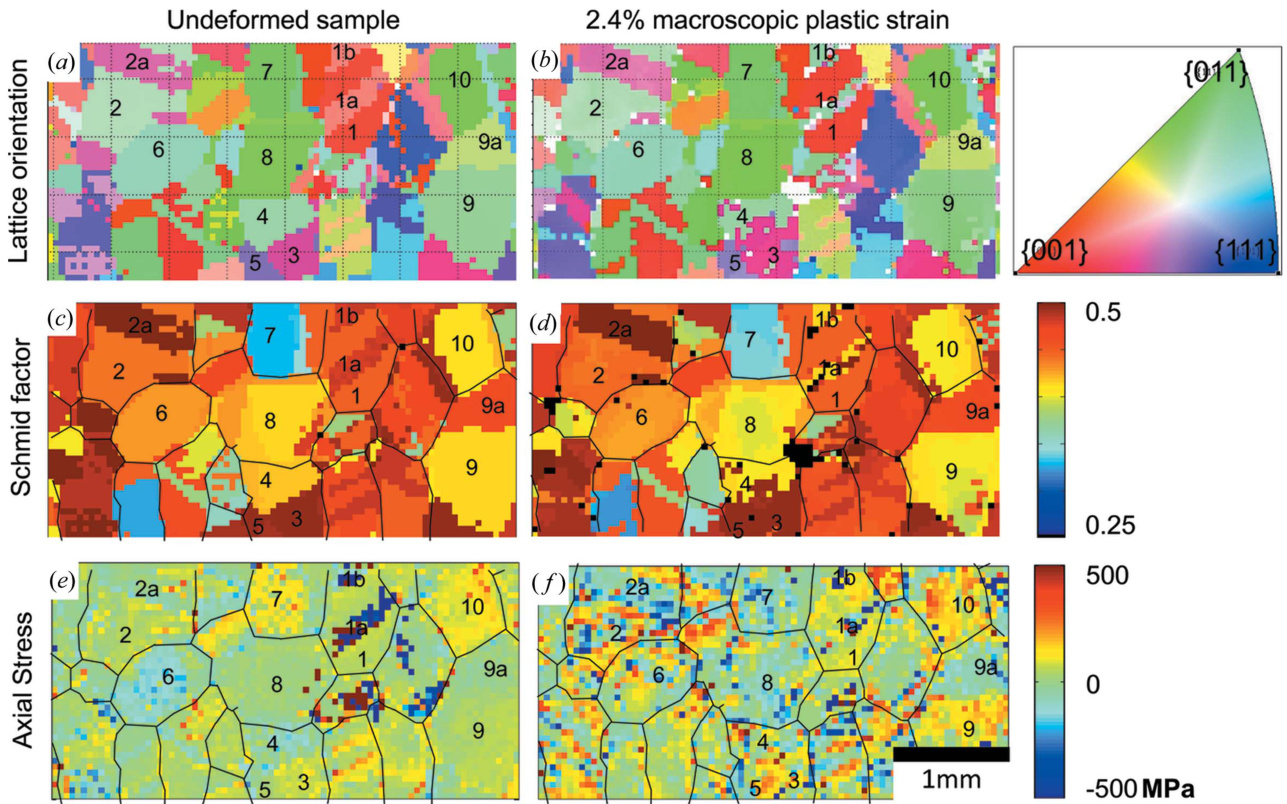 Undeformed sample
2.4% macroscopic plastic strain
Lattice orientation
(a)
2a
7
1b
10
2
1a
1
6
8
9a
9
4
5
3
(b)
2a
7
1b
10
2
1a
1
6
8
9a
9
4
5
3
{011}
{001}
{111}
Schmid factor
(c)
2a
7
1b
10
2
1a
1
6
8
9a
9
4
5
3
(d)
2a
7
1b
10
2
1a
1
6
8
9a
9
4
5
3
0.5
0.25
Axial Stress
(e)
2a
7
1b
10
2
1a
1
6
8
9a
9
4
5
3
(f)
2a
7
1b
10
2
1a
1
6
8
9a
9
4
5
3
1mm
500
0
-500 MPa